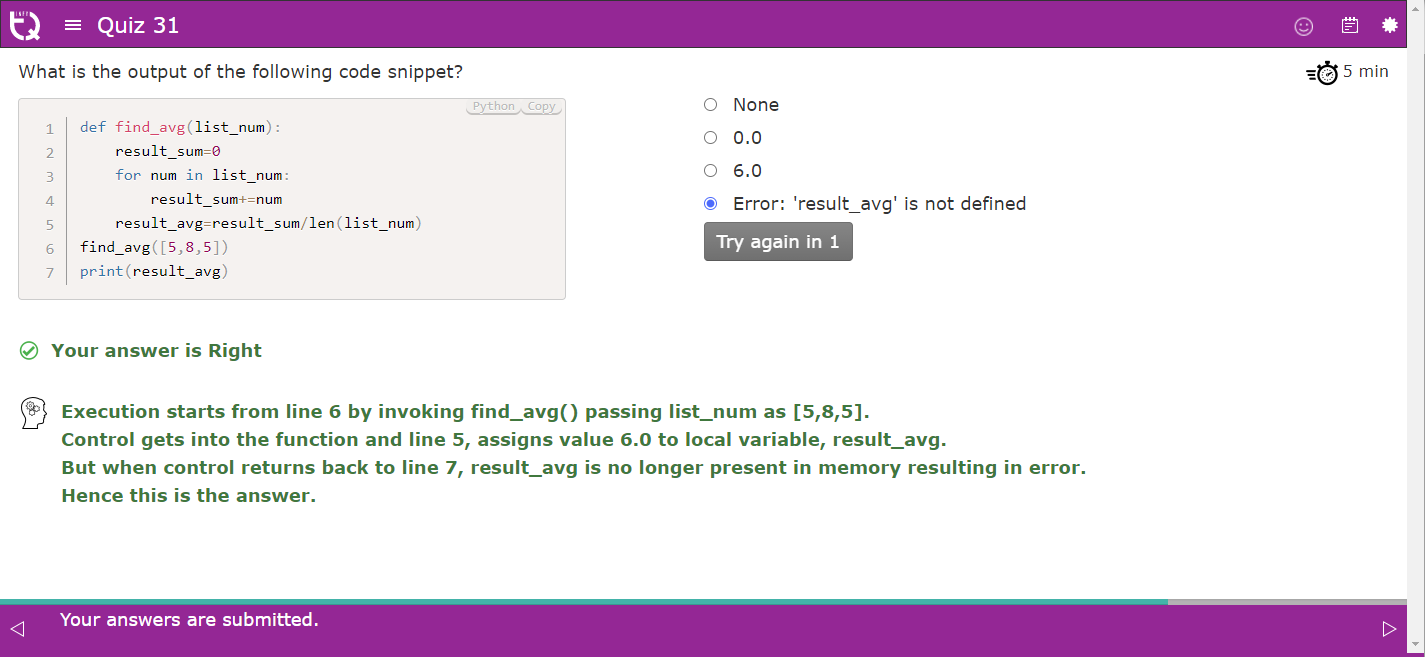 Quiz 31
What is the output of the following code snippet?
5 min
Python Copy
1 def find_avg(list_num):
2     result_sum=0
3     for num in list_num:
4         result_sum+=num
5     result_avg=result_sum/len(list_num)
6 find_avg([5,8,5])
7 print(result_avg)
None
0.0
6.0
Error: 'result_avg' is not defined
Try again in 1
Your answer is Right
Execution starts from line 6 by invoking find_avg() passing list_num as [5,8,5].
Control gets into the function and line 5, assigns value 6.0 to local variable, result_avg.
But when control returns back to line 7, result_avg is no longer present in memory resulting in error.
Hence this is the answer.
Your answers are submitted.